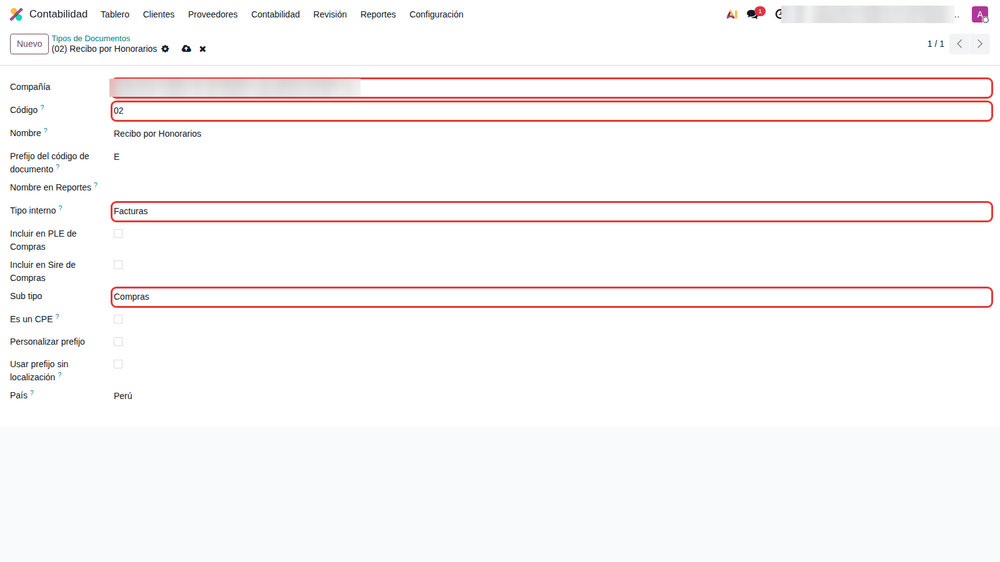 Contabilidad Tablero Clientes Proveedores Contabilidad Revisión Reportes Configuración AI 1 .. A
Nuevo Tipos de Documentos
(02) Recibo por Honorarios 1 / 1
Compañía
Código ? 02
Nombre ? Recibo por Honorarios
Prefijo del código de E
documento ?
Nombre en Reportes ?
Tipo interno ? Facturas
Incluir en PLE de
Compras
Incluir en Sire de
Compras
Sub tipo Compras
Es un CPE ?
Personalizar prefijo
Usar prefijo sin
localización ?
País ? Perú